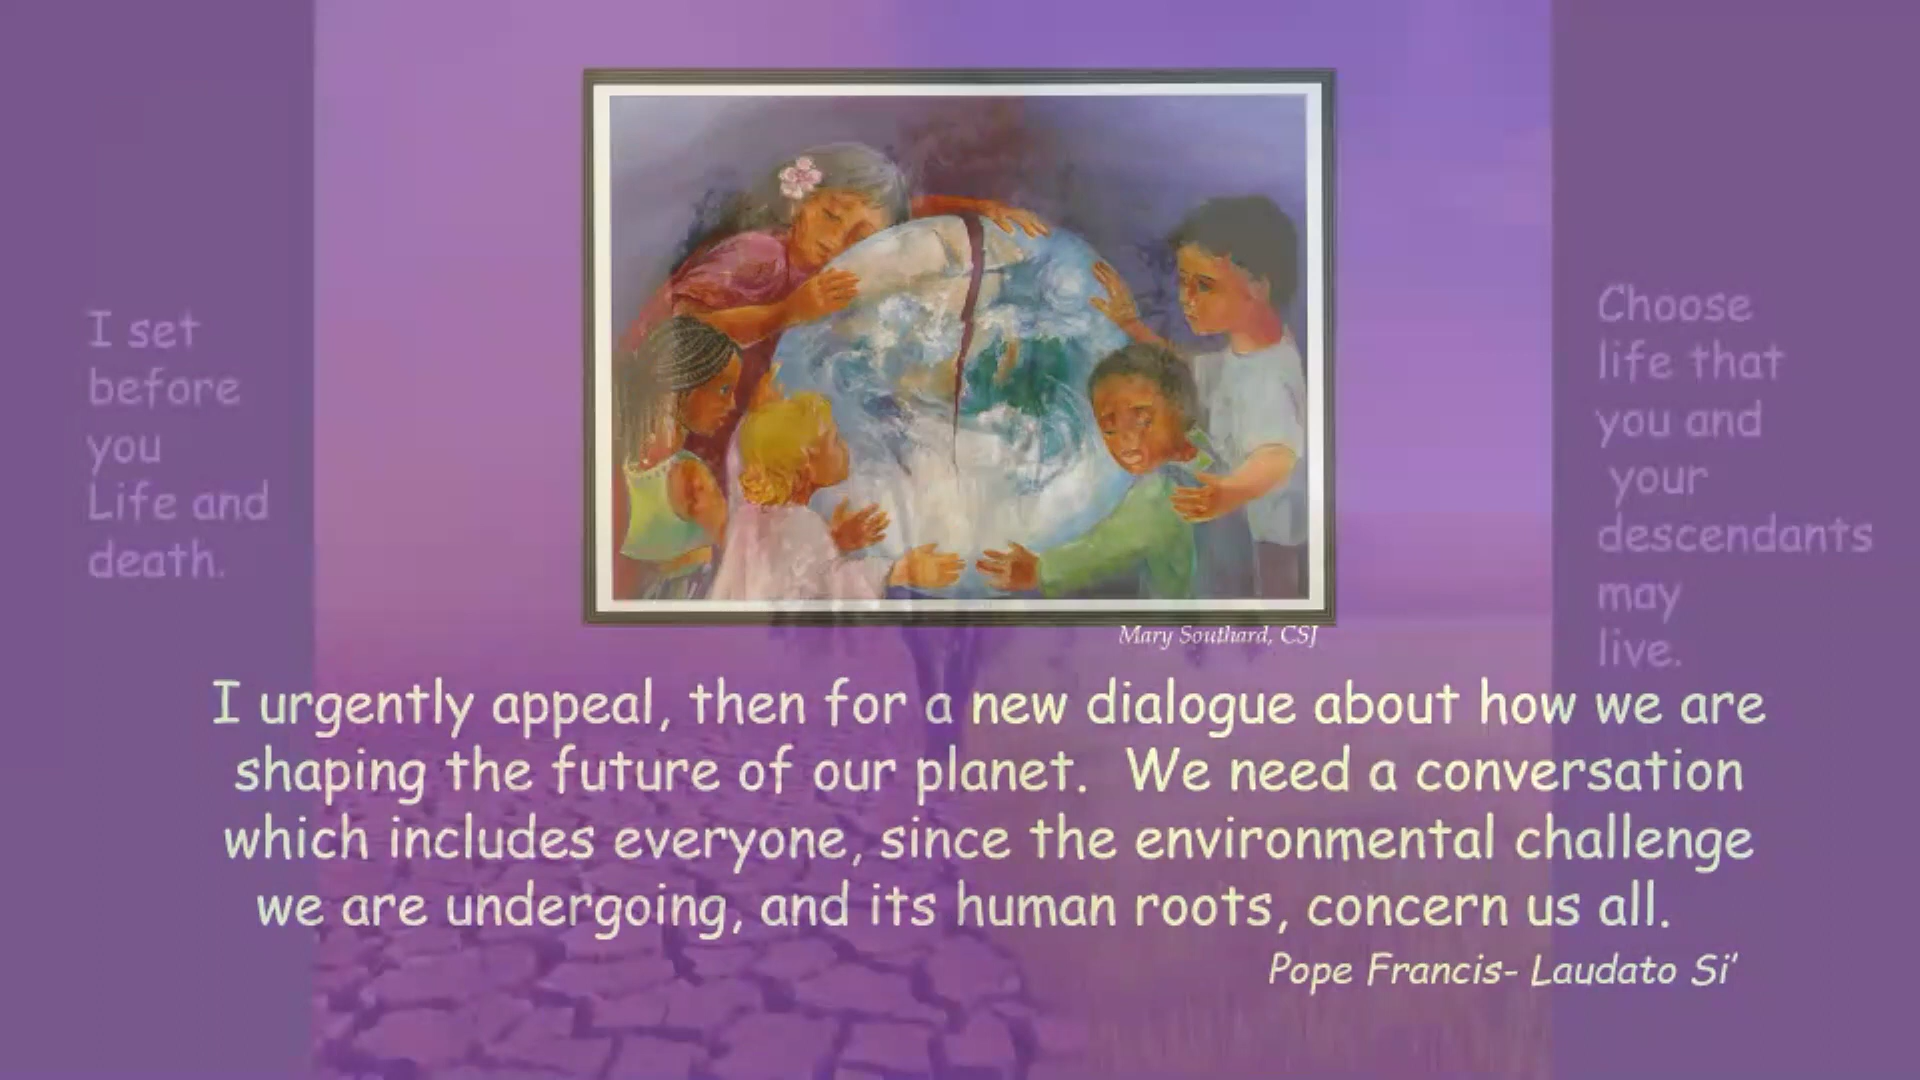 I set
before
you
Life and
death.
Choose
life that
you and
your
descendants
may
live.
Mary Southard, CSJ
I urgently appeal, then for a new dialogue about how we are
shaping the future of our planet.  We need a conversation
which includes everyone, since the environmental challenge
we are undergoing, and its human roots, concern us all.
Pope Francis- Laudato Si'